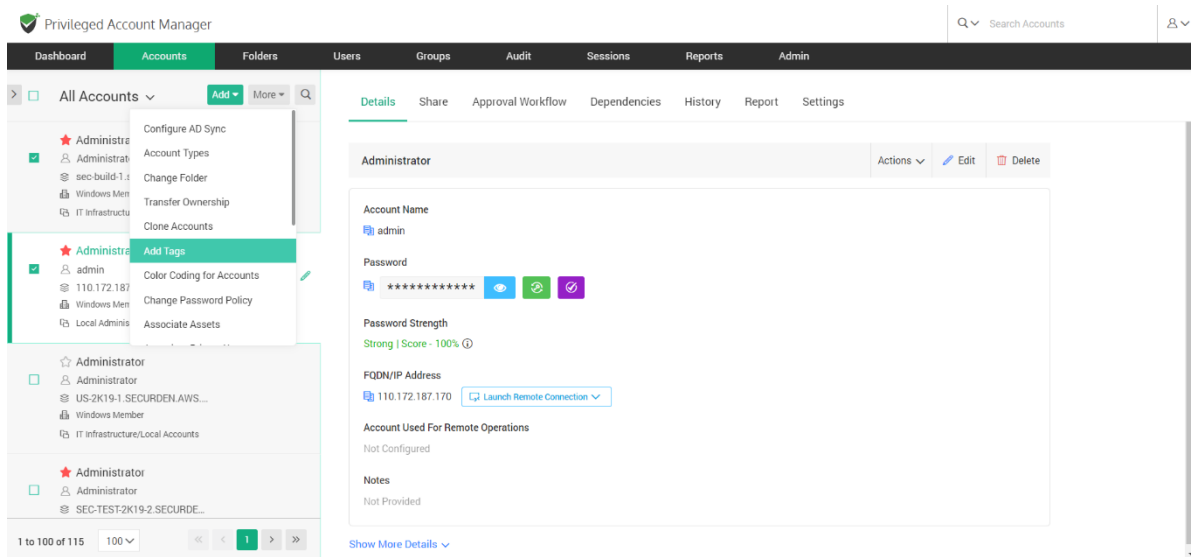 Privileged Account Manager
Search Accounts
Dashboard Accounts Folders Users Groups Audit Sessions Reports Admin
All Accounts Add More
Configure AD Sync
Account Types
Change Folder
Transfer Ownership
Clone Accounts
Add Tags
Color Coding for Accounts
Change Password Policy
Associate Assets
Administra
Administrat
sec-build-1.s
Windows Mem
IT Infrastructu
Administra
admin
110.172.187
Windows Mem
Local Adminis
Administrator
Administrator
US-2K19-1.SECURDEN.AWS...
Windows Member
IT Infrastructure/Local Accounts
Administrator
Administrator
SEC-TEST-2K19-2.SECURDE...
1 to 100 of 115 100 1
Details Share Approval Workflow Dependencies History Report Settings
Administrator Actions Edit Delete
Account Name
admin
Password
************
Password Strength
Strong | Score - 100%
FQDN/IP Address
110.172.187.170 Launch Remote Connection
Account Used For Remote Operations
Not Configured
Notes
Not Provided
Show More Details